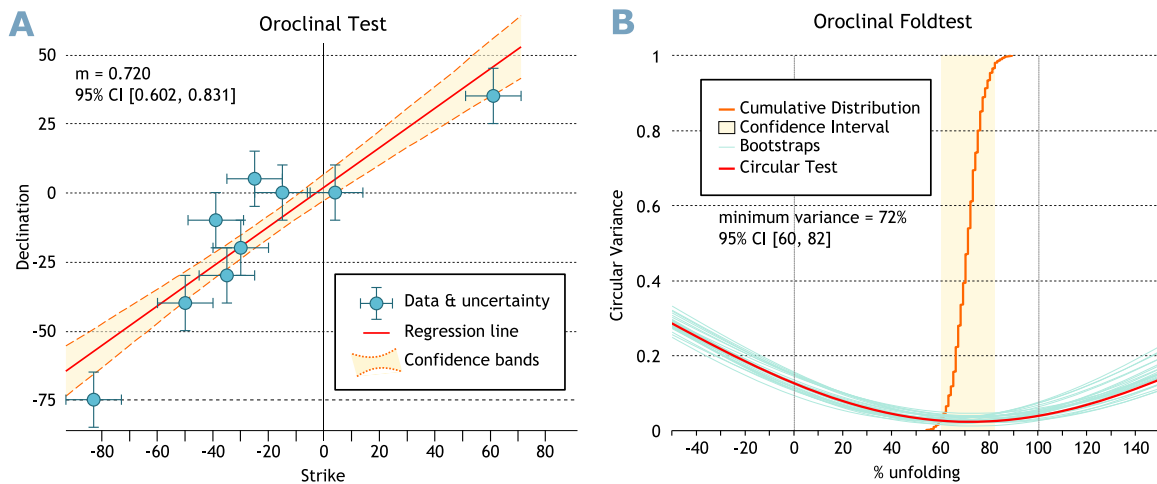 A
Oroclinal Test
m = 0.720
95% CI [0.602, 0.831]
50
25
0
-25
-50
-75
Declination
Data & uncertainty
Regression line
Confidence bands
-80
-60
-40
-20
0
20
40
60
80
Strike
B
Oroclinal Foldtest
1
0.8
0.6
0.4
0.2
0
Circular Variance
Cumulative Distribution
Confidence Interval
Bootstraps
Circular Test
minimum variance = 72%
95% CI [60, 82]
-40
-20
0
20
40
60
80
100
120
140
% unfolding